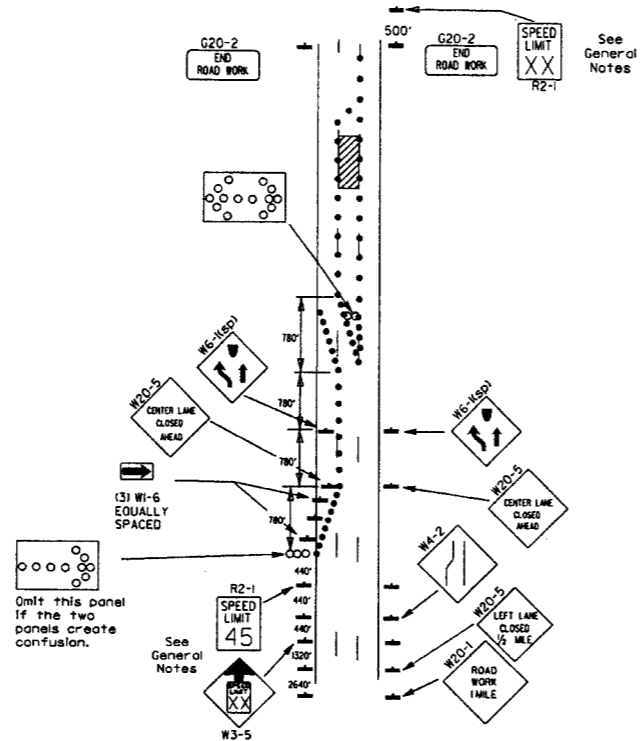 G20-2
END
ROAD WORK
G20-2
END
ROAD WORK
500'
SPEED
LIMIT
XX
R2-1
See
General
Notes
780'
W6-1(sp)
W20-5
CENTER LANE
CLOSED
AHEAD
780'
780'
780'
(3) W1-6
EQUALLY
SPACED
W6-1(sp)
W20-5
CENTER LANE
CLOSED
AHEAD
Omit this panel
if the two
panels create
confusion.
440'
440'
440'
1320'
2640'
R2-1
SPEED
LIMIT
45
See
General
Notes
SPEED
LIMIT
XX
W3-5
W4-2
W20-5
LEFT LANE
CLOSED
1/2 MILE
W20-1
ROAD
WORK
1 MILE